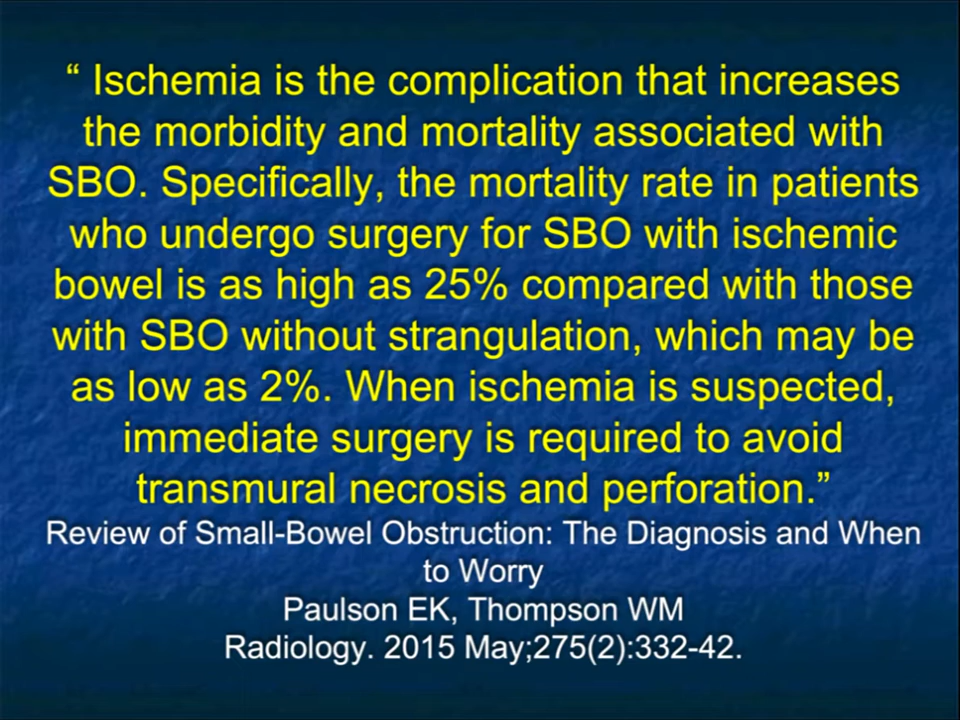 “ Ischemia is the complication that increases
the morbidity and mortality associated with
SBO. Specifically, the mortality rate in patients
who undergo surgery for SBO with ischemic
bowel is as high as 25% compared with those
with SBO without strangulation, which may be
as low as 2%. When ischemia is suspected,
immediate surgery is required to avoid
transmural necrosis and perforation.”
Review of Small-Bowel Obstruction: The Diagnosis and When
to Worry
Paulson EK, Thompson WM
Radiology. 2015 May;275(2):332-42.